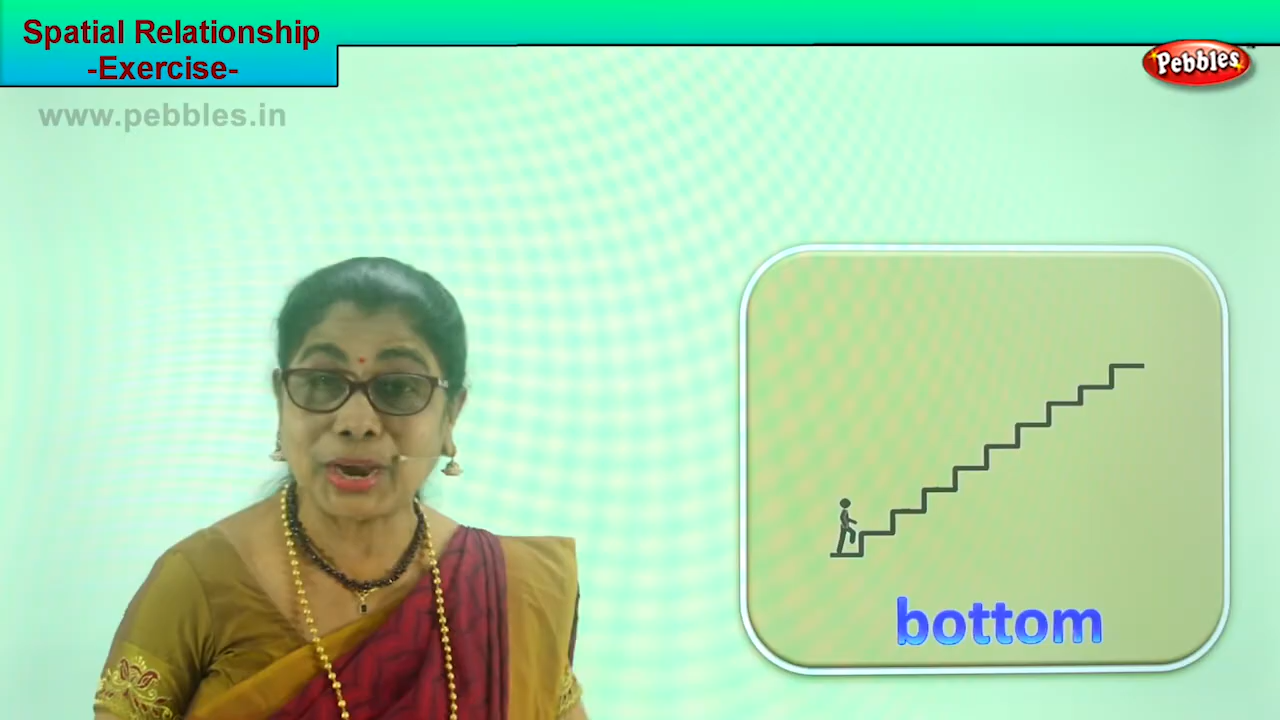 Spatial Relationship
-Exercise-
www.pebbles.in
Pebbles
bottom